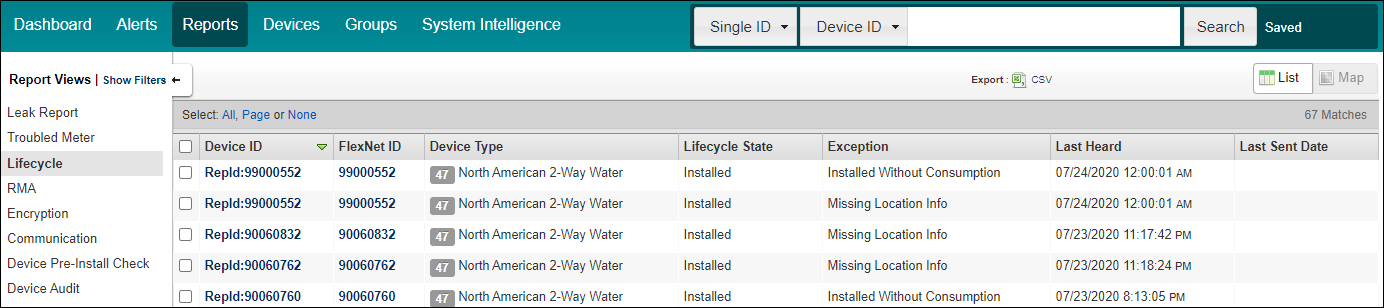 Dashboard Alerts Reports Devices Groups System Intelligence Single ID Device ID Search Saved
Report Views | Show Filters
Export : CSV List Map
Leak Report
Troubled Meter
Lifecycle
RMA
Encryption
Communication
Device Pre-Install Check
Device Audit
Select: All, Page or None 67 Matches
Device ID FlexNet ID Device Type Lifecycle State Exception Last Heard Last Sent Date
RepId:99000552 99000552 47 North American 2-Way Water Installed Installed Without Consumption 07/24/2020 12:00:01 AM
RepId:99000552 99000552 47 North American 2-Way Water Installed Missing Location Info 07/24/2020 12:00:01 AM
RepId:90060832 90060832 47 North American 2-Way Water Installed Missing Location Info 07/23/2020 11:17:42 PM
RepId:90060762 90060762 47 North American 2-Way Water Installed Missing Location Info 07/23/2020 11:18:24 PM
RepId:90060760 90060760 47 North American 2-Way Water Installed Installed Without Consumption 07/23/2020 8:13:05 PM